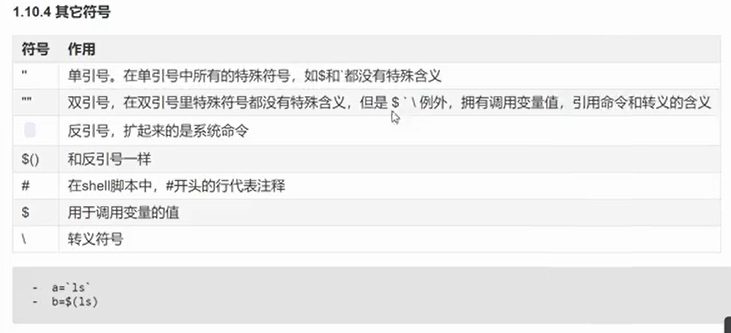 1.10.4 其它符号
符号 作用
'' 单引号。在单引号中所有的特殊符号，如$和`都没有特殊含义
"" 双引号，在双引号里特殊符号都没有特殊含义，但是 $ ` \ 例外，拥有调用变量值，引用命令和转义的含义
反引号，扩起来的是系统命令
$() 和反引号一样
# 在shell脚本中，#开头的行代表注释
$ 用于调用变量的值
\ 转义符号
- a=`ls`
- b=$(ls)